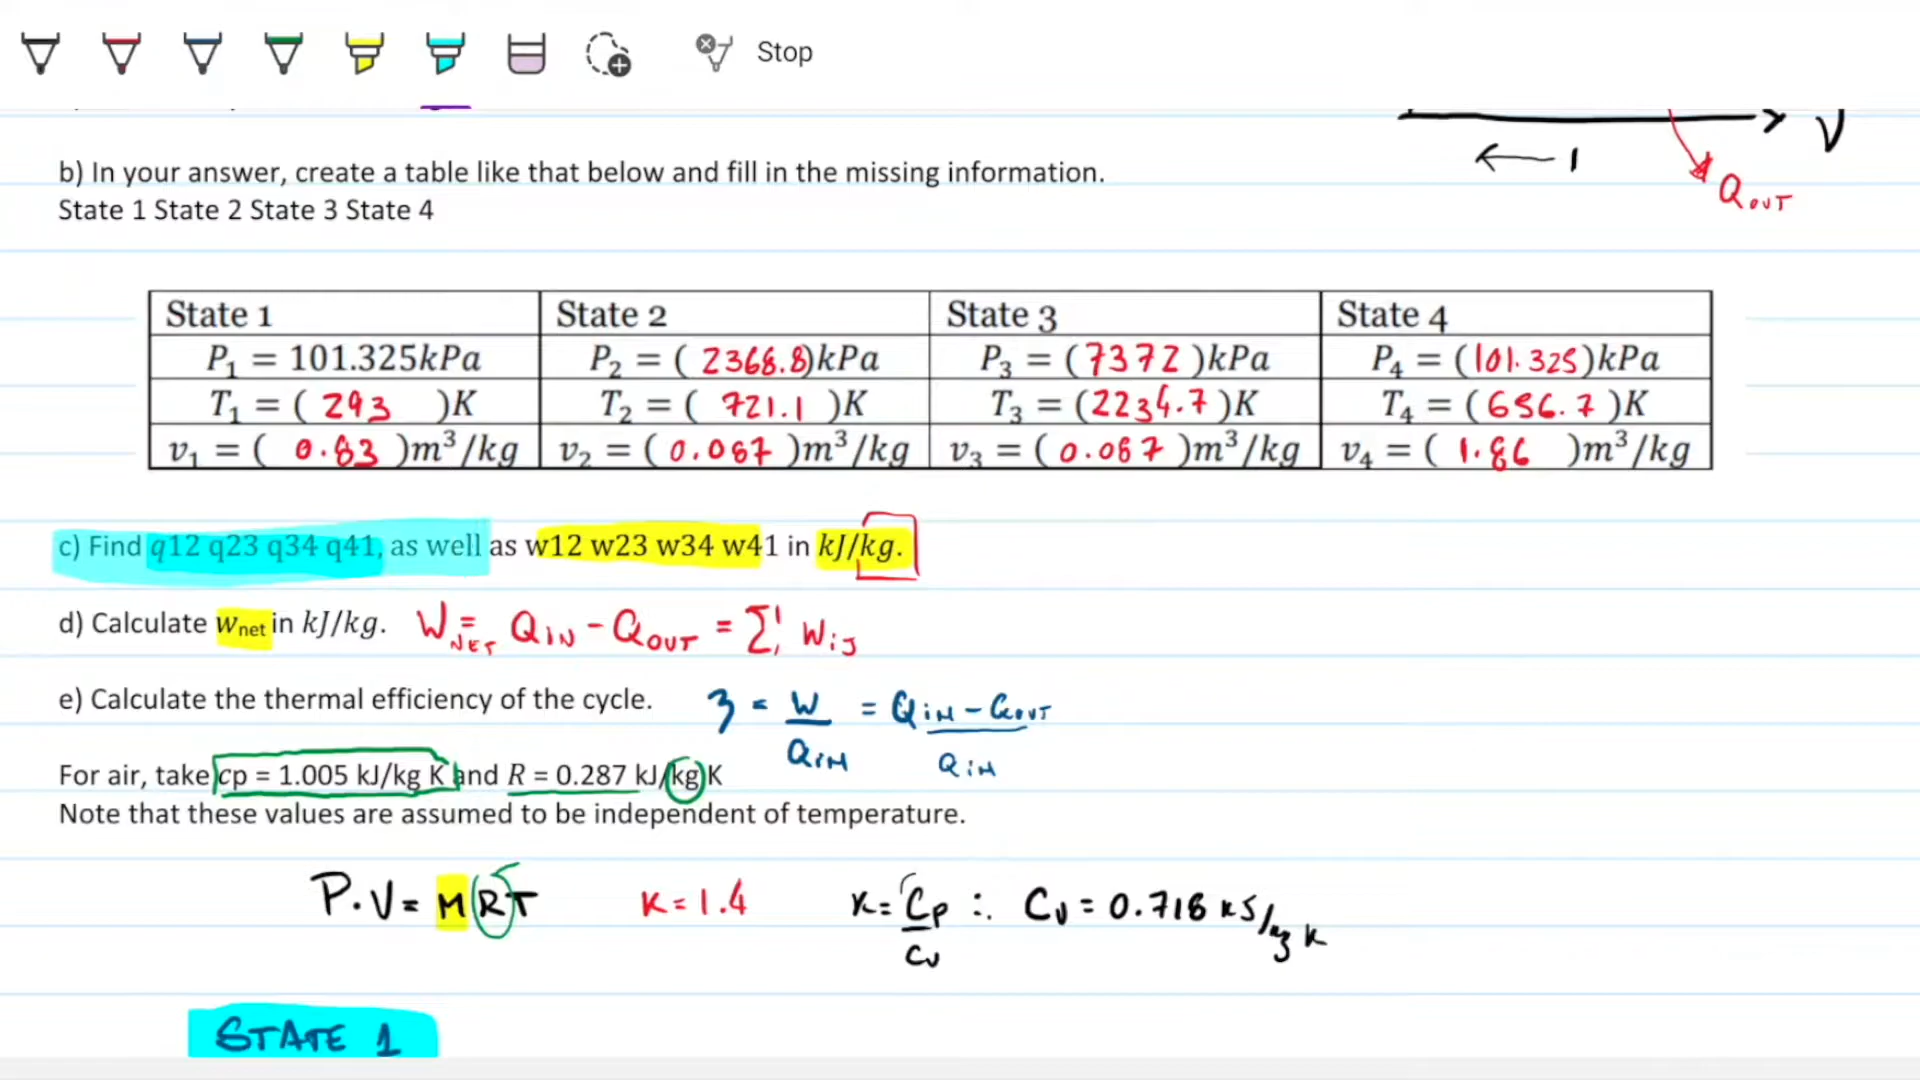 Stop
V
← 1
QOUT
b) In your answer, create a table like that below and fill in the missing information.
State 1 State 2 State 3 State 4
State 1 State 2 State 3 State 4
P₁ = 101.325kPa P₂ = ( 2368.8)kPa P₃ = (7372 )kPa P₄ = (101.325)kPa
T₁ = ( 293 )K T₂ = ( 721.1 )K T₃ = (2234.7 )K T₄ = (656.7 )K
v₁ = ( 0.83 )m³/kg v₂ = ( 0.087 )m³/kg v₃ = ( 0.087 )m³/kg v₄ = ( 1.86 )m³/kg
c) Find q12 q23 q34 q41, as well as w12 w23 w34 w41 in kJ/kg.
d) Calculate wnet in kJ/kg. WNET = QIN - QOUT = Σ Wij
e) Calculate the thermal efficiency of the cycle. η = W/QIN = QIN - QOUT/QIN
For air, take cp = 1.005 kJ/kg K and R = 0.287 kJ/kg K
Note that these values are assumed to be independent of temperature.
P.V = MRT K = 1.4 K = Cp/Cv ∴ Cv = 0.718 kJ/kg K
STATE 1